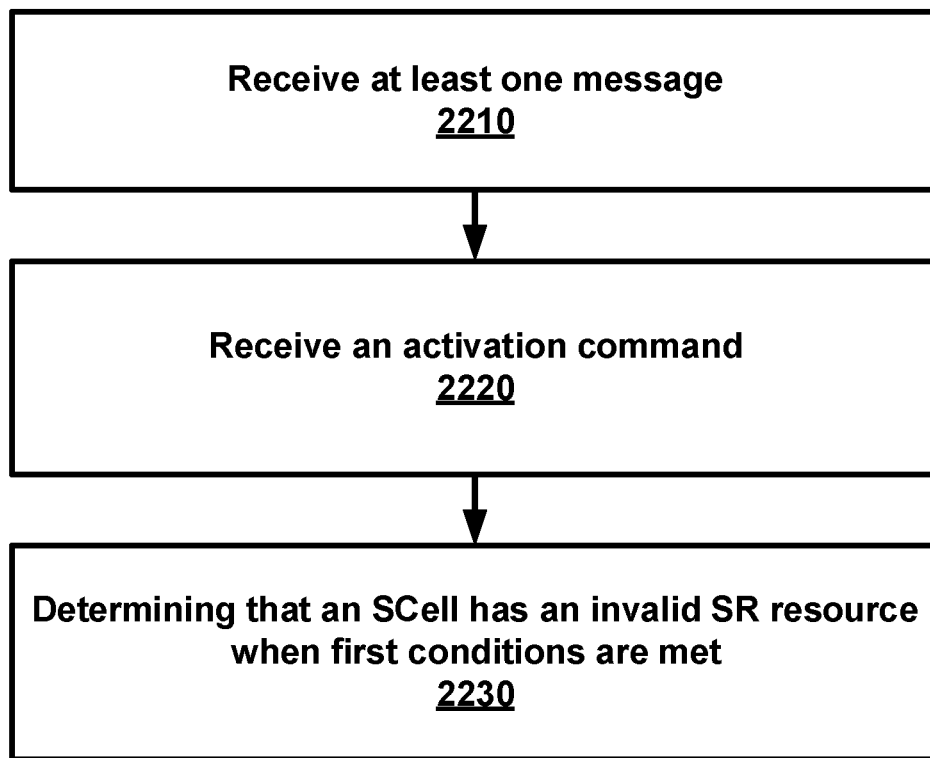 Receive at least one message
2210
Receive an activation command
2220
Determining that an SCell has an invalid SR resource
when first conditions are met
2230